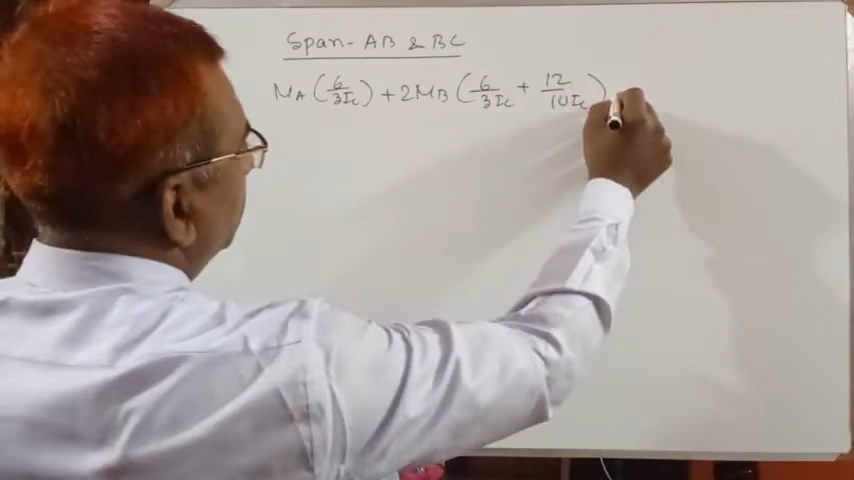 Span- AB & BC
MA (6/3Ic) + 2MB (6/3Ic + 12/10Ic)